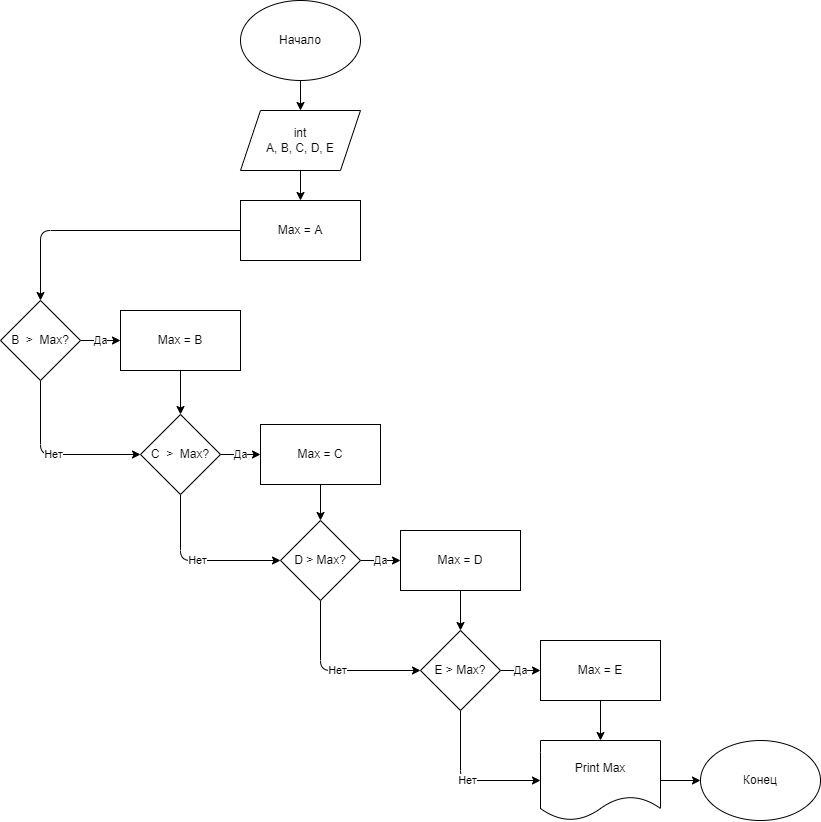 Начало
int
A, B, C, D, E
Max = A
B > Max?
Да
Max = B
Нет
C > Max?
Да
Max = C
Нет
D > Max?
Да
Max = D
Нет
E > Max?
Да
Max = E
Нет
Print Max
Конец